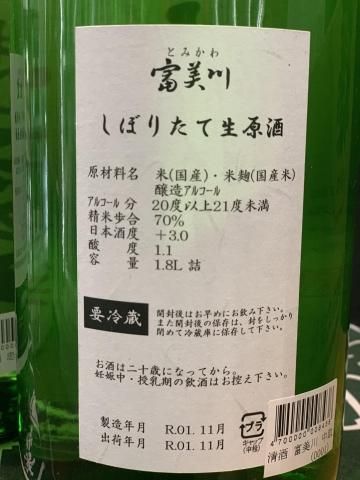 とみかわ
富美川
しぼりたて生原酒
原材料名 米(国産)・米麹(国産米)
醸造アルコール
アルコール分 20度以上21度未満
精米歩合 70%
日本酒度 +3.0
酸度 1.1
容量 1.8L 詰
要冷蔵
開封後はお早めにお飲み下さい。
また開封後の保存は、封をしっかり
閉めて冷蔵庫に保存して下さい。
お酒は二十歳になってから。
妊娠中・授乳期の飲酒はお控え下さい。
製造年月 R.01. 11月
出荷年月 R.01. 11月
プラ
キャップ
(中栓)
清酒 富美川 中
(0001)